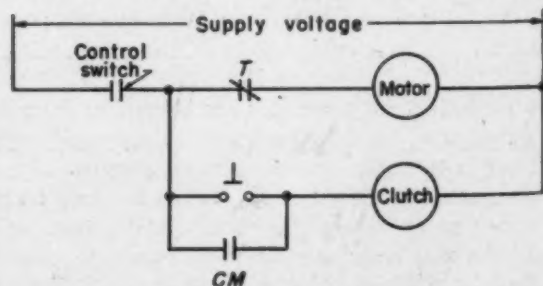 Supply voltage
Control
switch
T
Motor
Clutch
CM